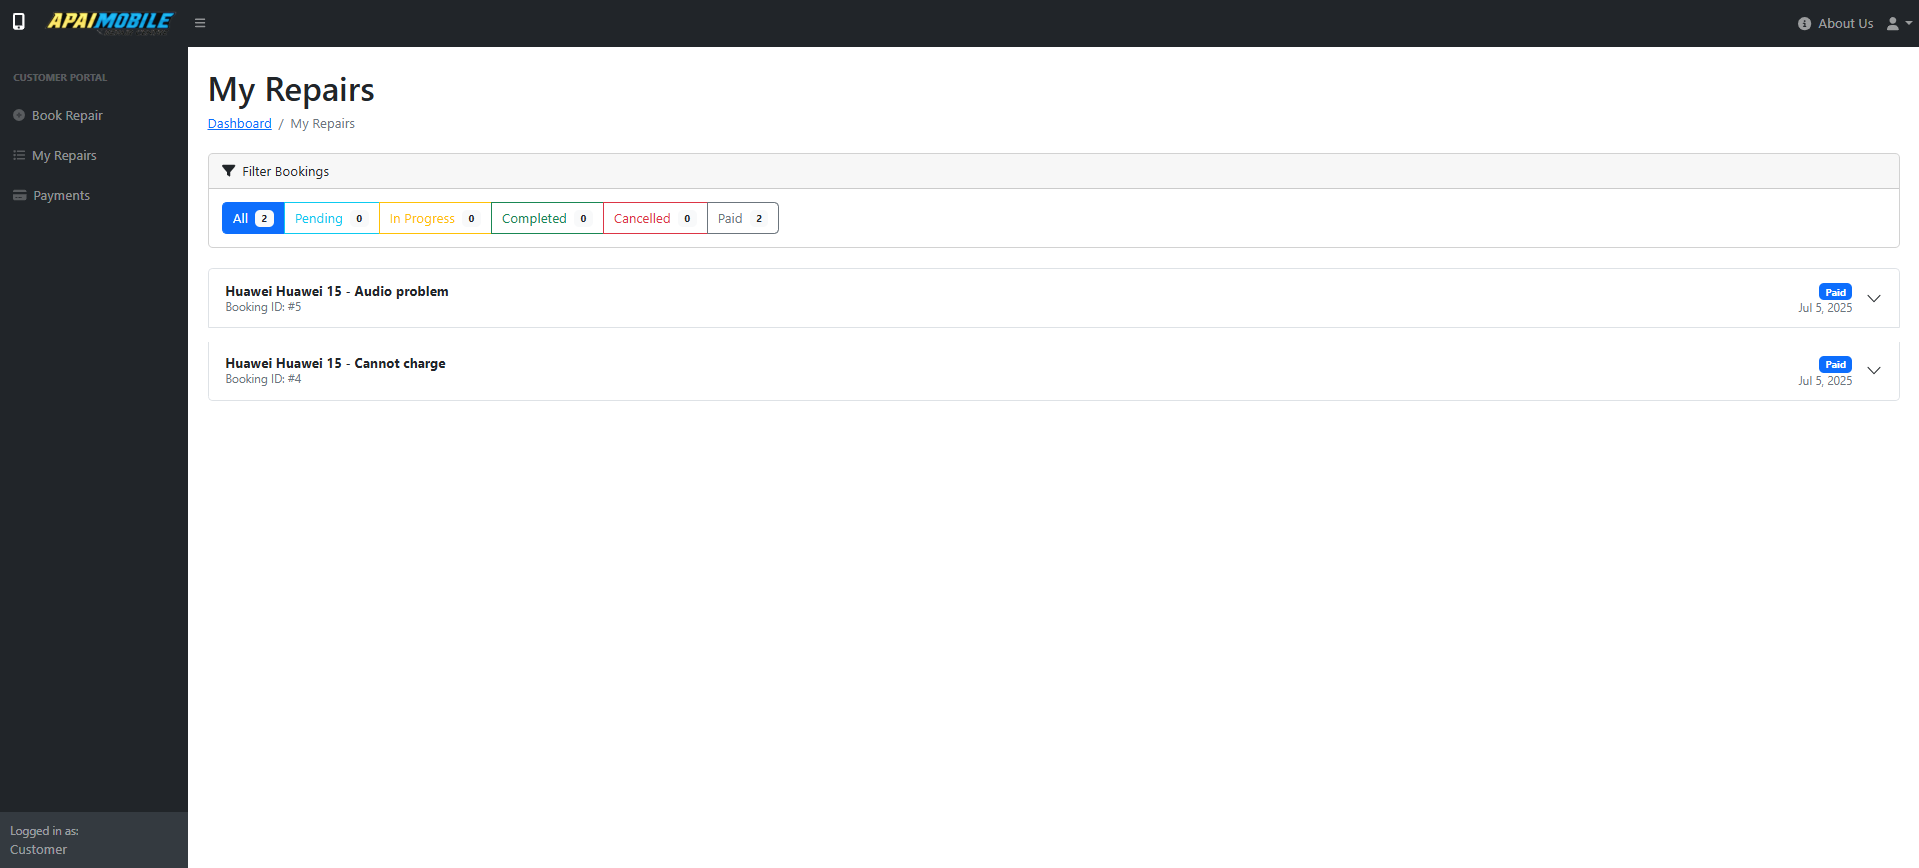 APAIMOBILE
About Us
CUSTOMER PORTAL
Book Repair
My Repairs
Payments
My Repairs
Dashboard / My Repairs
Filter Bookings
All 2 Pending 0 In Progress 0 Completed 0 Cancelled 0 Paid 2
Huawei Huawei 15 - Audio problem
Booking ID: #5
Paid
Jul 5, 2025
Huawei Huawei 15 - Cannot charge
Booking ID: #4
Paid
Jul 5, 2025
Logged in as:
Customer